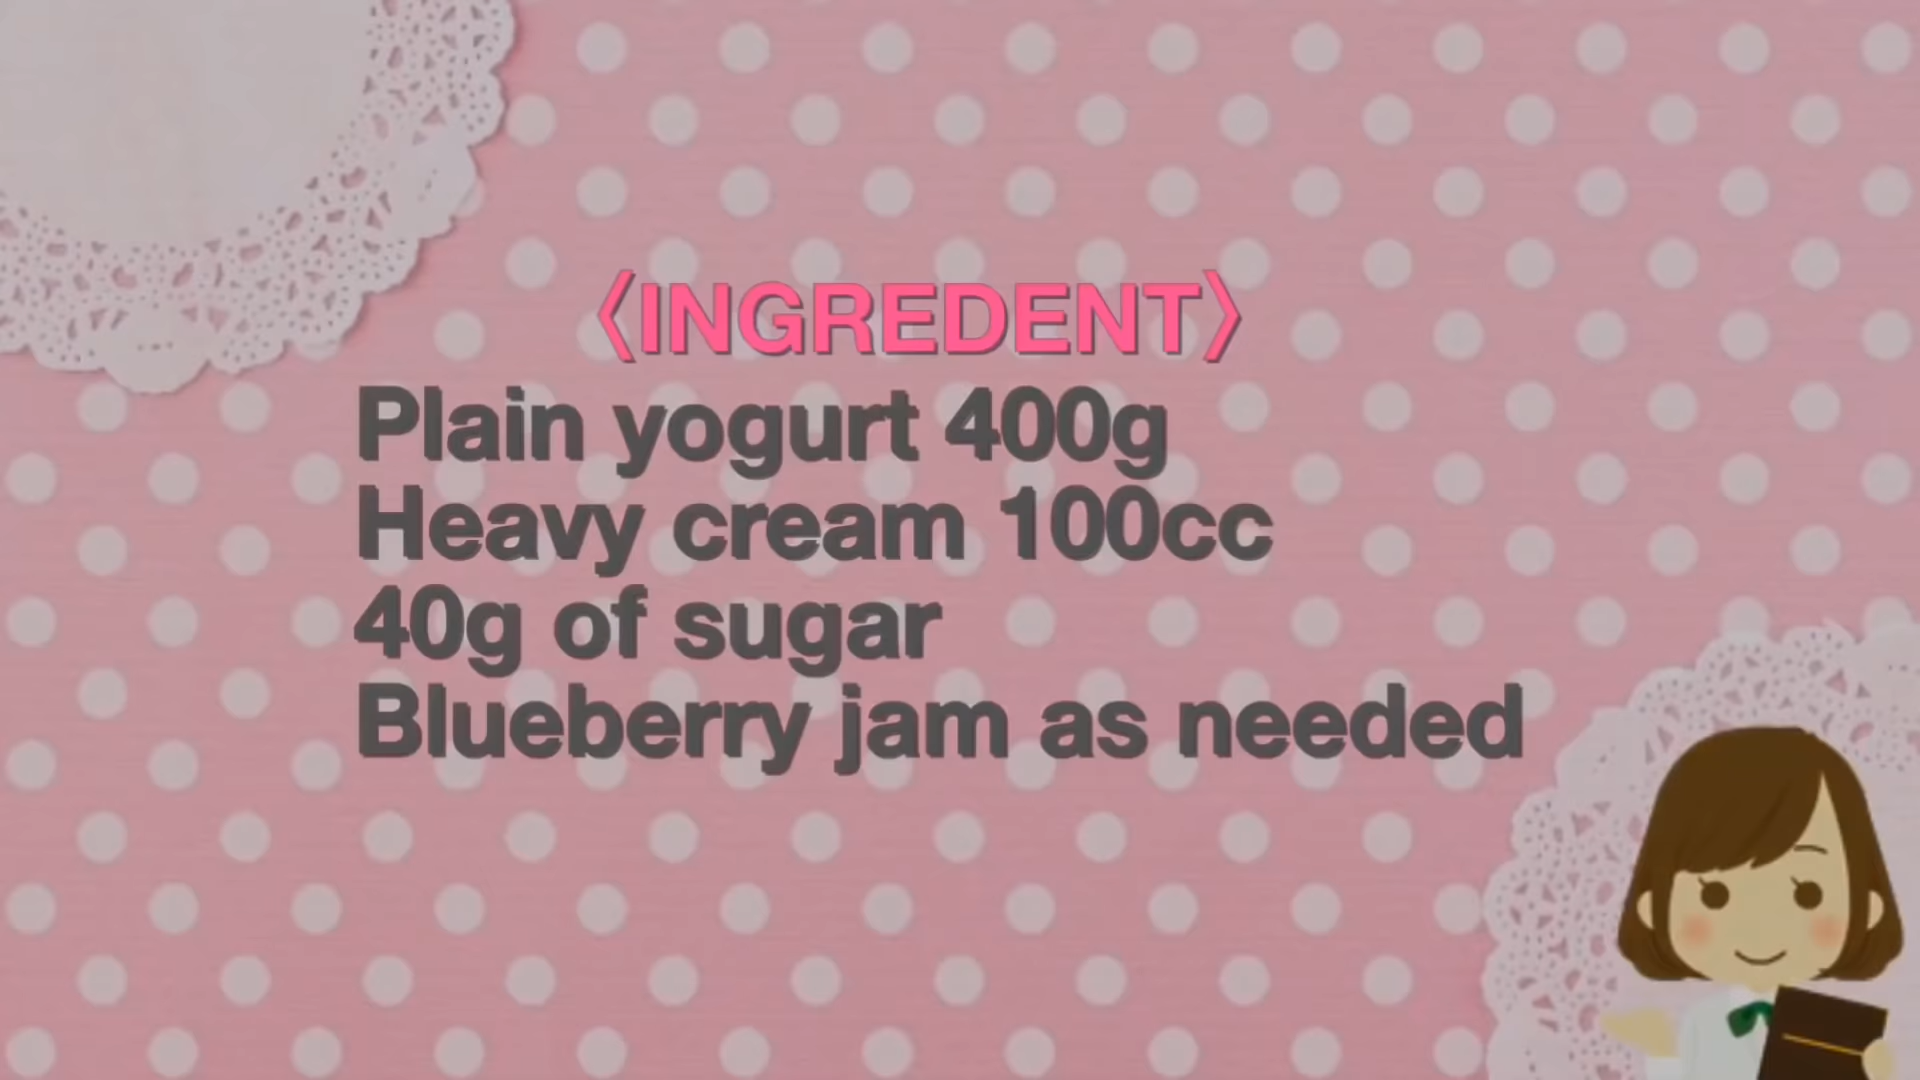 〈INGREDENT〉
Plain yogurt 400g
Heavy cream 100cc
40g of sugar
Blueberry jam as needed